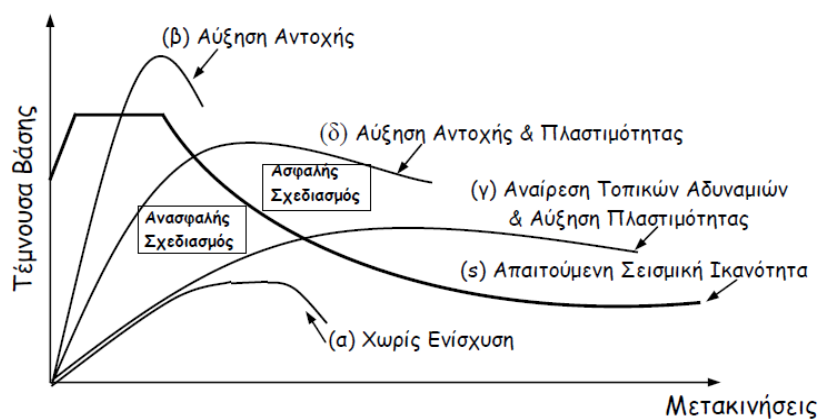 (β) Αύξηση Αντοχής
(δ) Αύξηση Αντοχής & Πλαστιμότητας
Ασφαλής
Σχεδιασμός
(γ) Αναίρεση Τοπικών Αδυναμιών
& Αύξηση Πλαστιμότητας
Ανασφαλής
Σχεδιασμός
(s) Απαιτούμενη Σεισμική Ικανότητα
(α) Χωρίς Ενίσχυση
Τέμνουσα Βάσης
Μετακινήσεις